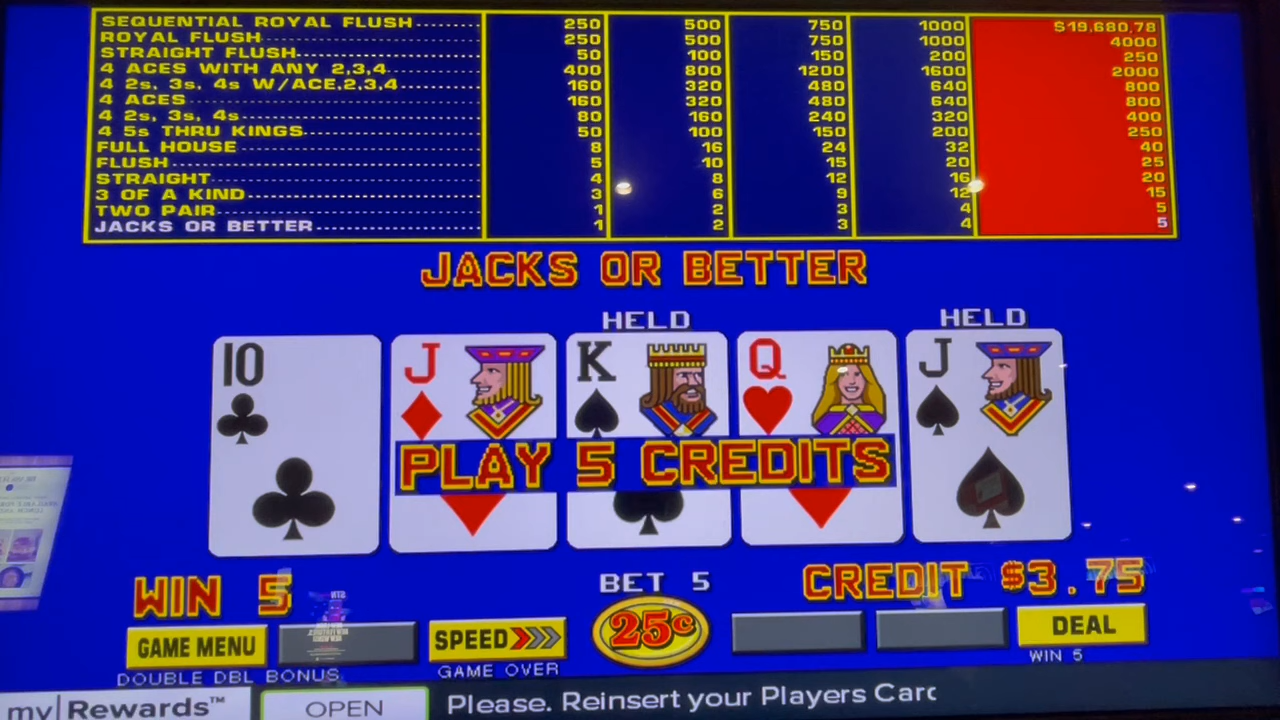 SEQUENTIAL ROYAL FLUSH 250 500 750 1000 $19,680.78
ROYAL FLUSH 250 500 750 1000 4000
STRAIGHT FLUSH 50 100 150 200 250
4 ACES WITH ANY 2,3,4 400 800 1200 1600 2000
4 2s, 3s, 4s W/ACE,2,3,4 160 320 480 640 800
4 ACES 160 320 480 640 800
4 2s, 3s, 4s 80 160 240 320 400
4 5s THRU KINGS 50 100 150 200 250
FULL HOUSE 8 16 24 32 40
FLUSH 5 10 15 20 25
STRAIGHT 4 8 12 16 20
3 OF A KIND 3 6 9 12 15
TWO PAIR 1 2 3 4 5
JACKS OR BETTER 1 2 3 4 5
JACKS OR BETTER
HELD HELD
10 J K Q J
PLAY 5 CREDITS
WIN 5 BET 5 CREDIT $3.75
GAME MENU SPEED 25¢ DEAL
DOUBLE DBL BONUS GAME OVER WIN 5
my|Rewards™ OPEN Please. Reinsert your Players Card